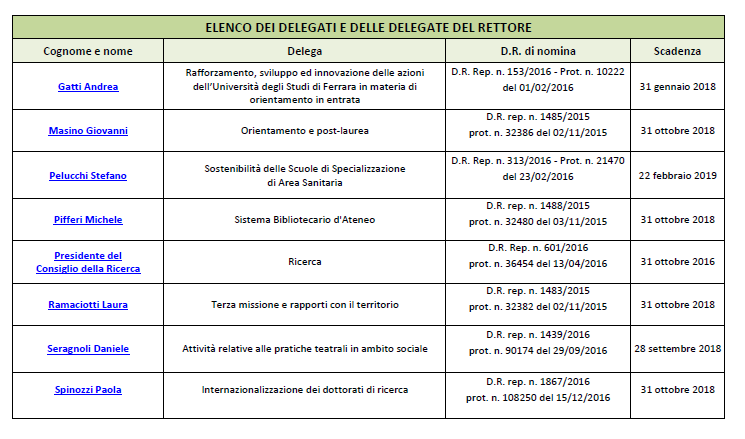 ELENCO DEI DELEGATI E DELLE DELEGATE DEL RETTORE
Cognome e nome Delega D.R. di nomina Scadenza
Gatti Andrea
Rafforzamento, sviluppo ed innovazione delle azioni
dell'Università degli Studi di Ferrara in materia di
orientamento in entrata
D.R. Rep. n. 153/2016 - Prot. n. 10222
del 01/02/2016
31 gennaio 2018
Masino Giovanni
Orientamento e post-laurea
D.R. rep. n. 1485/2015
prot. n. 32386 del 02/11/2015
31 ottobre 2018
Pelucchi Stefano
Sostenibilità delle Scuole di Specializzazione
di Area Sanitaria
D.R. Rep. n. 313/2016 - Prot. n. 21470
del 23/02/2016
22 febbraio 2019
Pifferi Michele
Sistema Bibliotecario d'Ateneo
D.R. rep. n. 1488/2015
prot. n. 32480 del 03/11/2015
31 ottobre 2018
Presidente del
Consiglio della Ricerca
Ricerca
D.R. Rep. n. 601/2016
prot. n. 36454 del 13/04/2016
31 ottobre 2016
Ramaciotti Laura
Terza missione e rapporti con il territorio
D.R. rep. n. 1483/2015
prot. n. 32382 del 02/11/2015
31 ottobre 2018
Seragnoli Daniele
Attività relative alle pratiche teatrali in ambito sociale
D.R. rep. n. 1439/2016
prot. n. 90174 del 29/09/2016
28 settembre 2018
Spinozzi Paola
Internazionalizzazione dei dottorati di ricerca
D.R. rep. n. 1867/2016
prot. n. 108250 del 15/12/2016
31 ottobre 2018